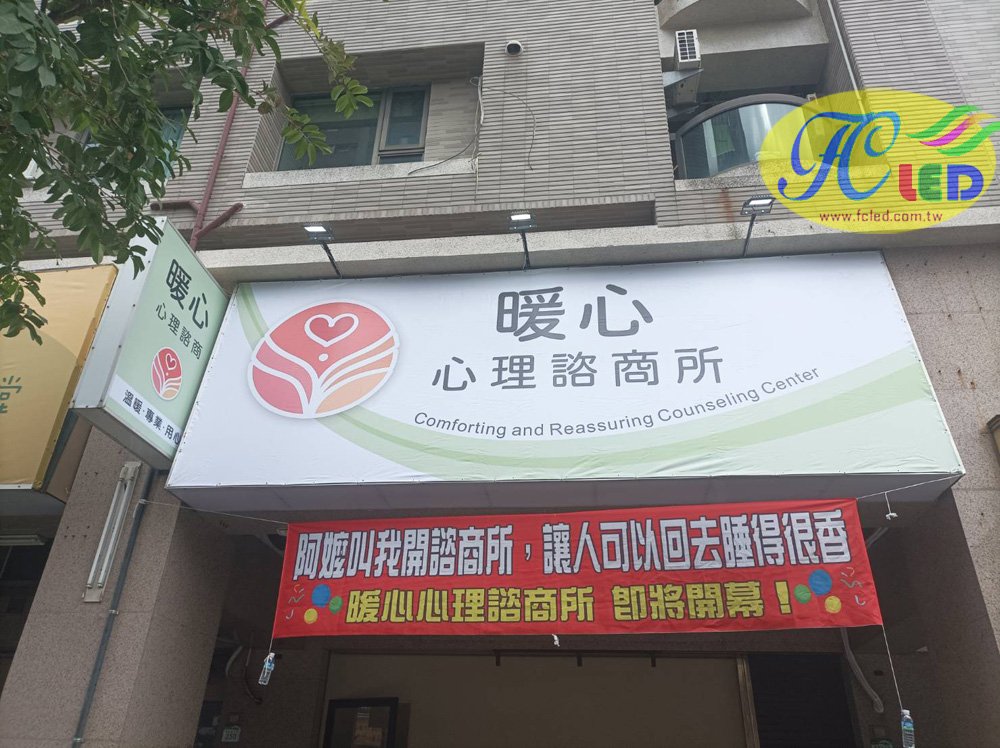 FC LED
www.fcled.com.tw
暖心
心理諮商所
Comforting and Reassuring Counseling Center
暖心
心理諮商
溫暖·專業·用心
阿嬤叫我開諮商所，讓人可以回去睡得很香
暖心心理諮商所 即將開幕！